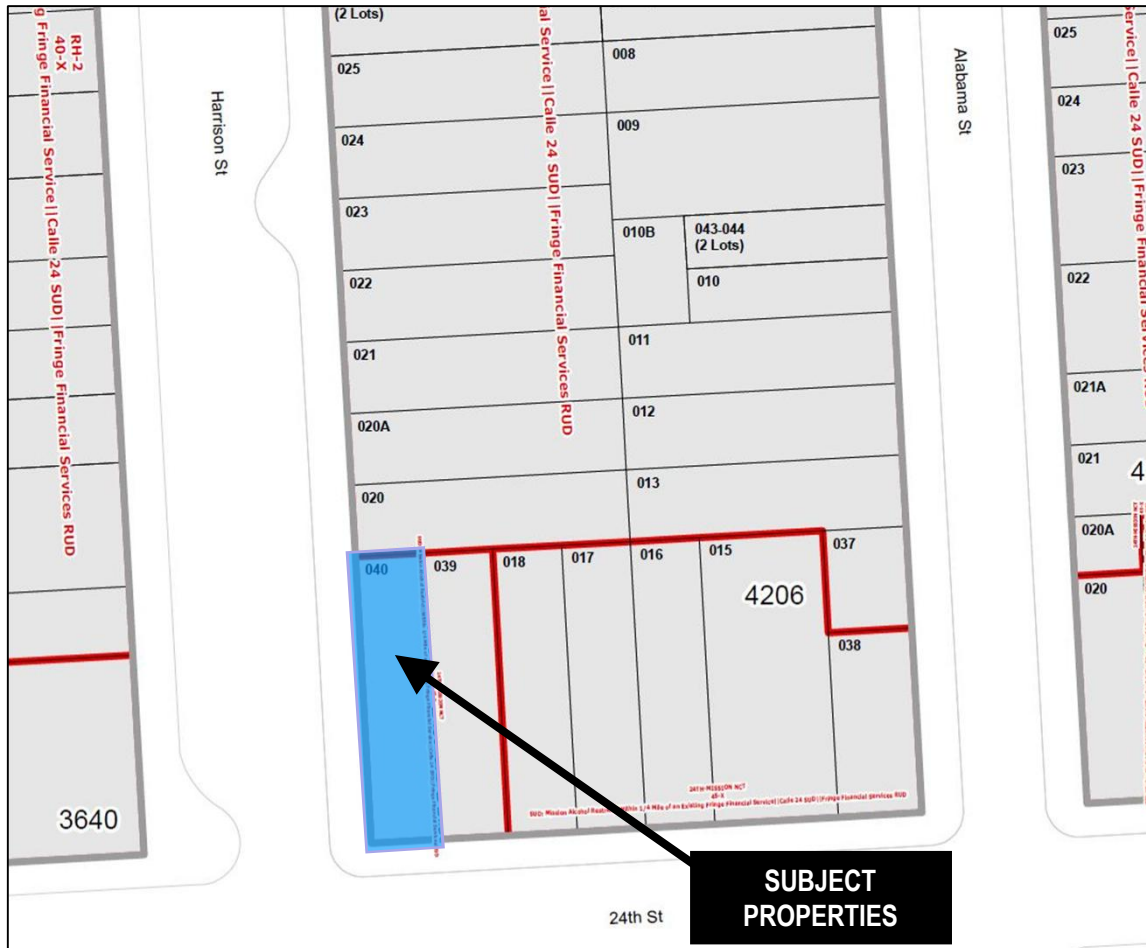 (2 Lots)
025
024
023
022
021
020A
020
008
009
010B
043-044
(2 Lots)
010
011
012
013
040
039
018
017
016
015
037
038
4206
RH-2
40-X
g Fringe Financial Service||Calle 24 SUD||Fringe Financial Services RUD
Harrison St
al Service||Calle 24 SUD||Fringe Financial Services RUD
Alabama St
025
024
023
022
021A
021
4
020A
020
ervice||Calle 24 SUD||Fringe Financial Services
24TH-MISSION NCT
3640
SUBJECT
PROPERTIES
24th St